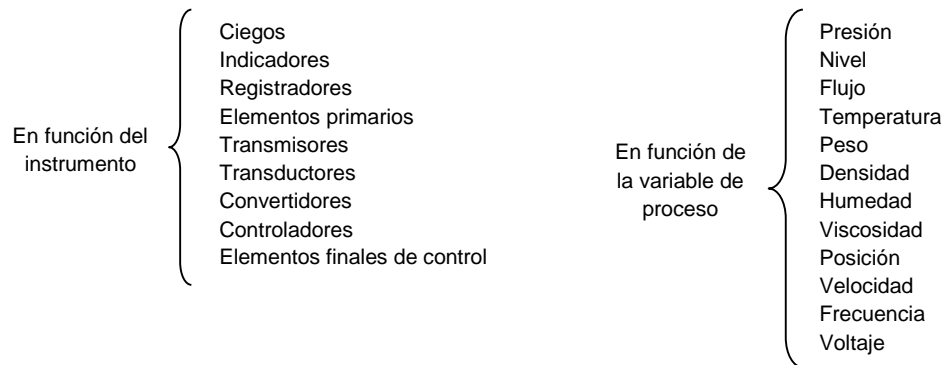 En función del
instrumento
Ciegos
Indicadores
Registradores
Elementos primarios
Transmisores
Transductores
Convertidores
Controladores
Elementos finales de control
En función de
la variable de
proceso
Presión
Nivel
Flujo
Temperatura
Peso
Densidad
Humedad
Viscosidad
Posición
Velocidad
Frecuencia
Voltaje